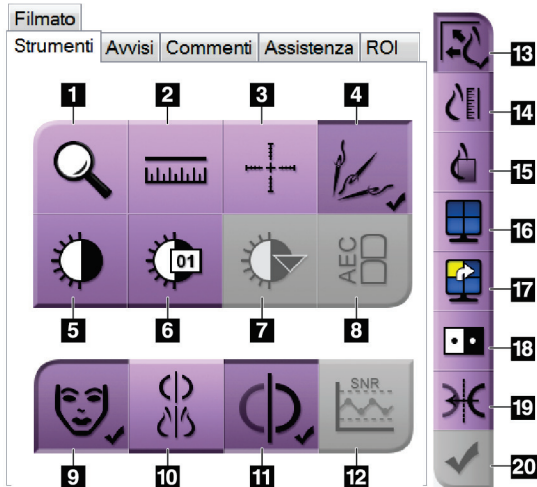 Filmato
Strumenti Avvisi Commenti Assistenza ROI
1 2 3 4
01
AEC
5 6 7 8
SNR
9 10 11 12
13
14
15
16
17
18
19
20